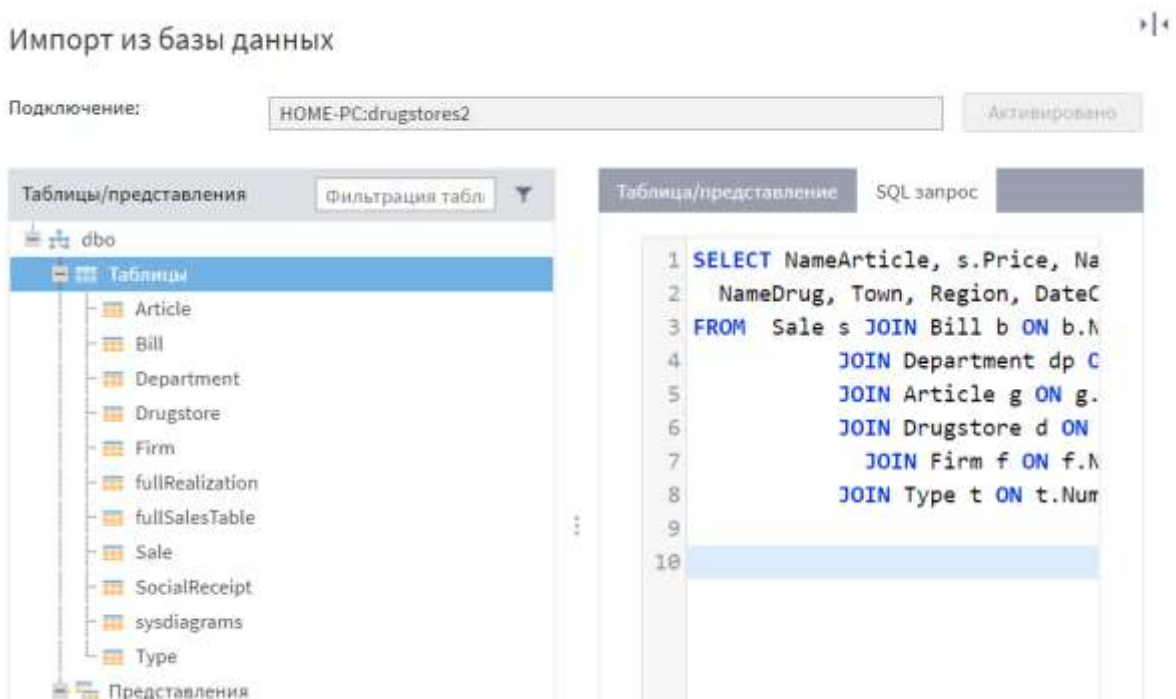 Импорт из базы данных
Подключение:
HOME-PC:drugstores2
Активировано
Таблицы/представления
Фильтрация табл
dbo
Таблицы
Article
Bill
Department
Drugstore
Firm
fullRealization
fullSalesTable
Sale
SocialReceipt
sysdiagrams
Type
Представления
Таблица/представление
SQL запрос
1 SELECT NameArticle, s.Price, Na
2 NameDrug, Town, Region, DateC
3 FROM Sale s JOIN Bill b ON b.N
4 JOIN Department dp
5 JOIN Article g ON g.
6 JOIN Drugstore d ON
7 JOIN Firm f ON f.N
8 JOIN Type t ON t.Num
9
10